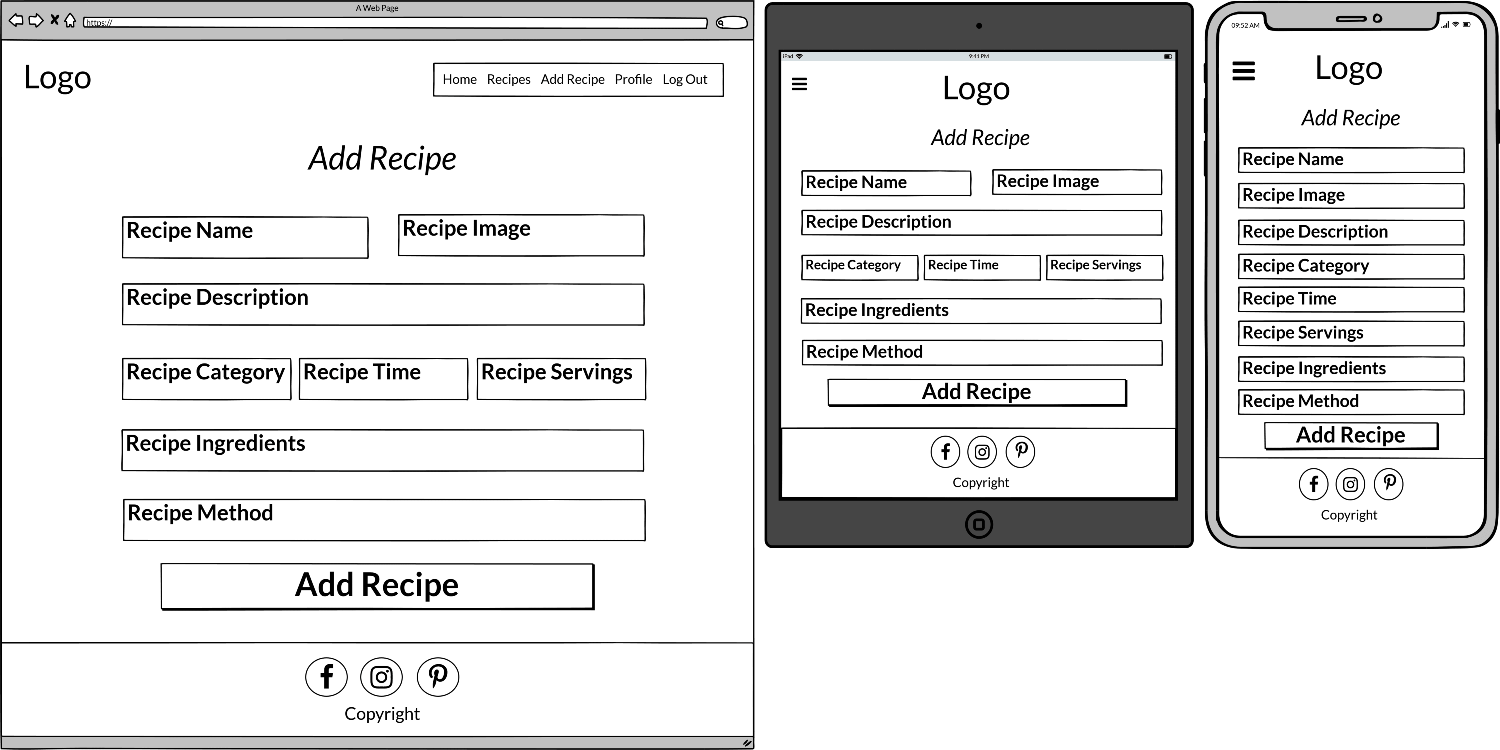 A Web Page
https://
Logo
Home Recipes Add Recipe Profile Log Out
Add Recipe
Recipe Name
Recipe Image
Recipe Description
Recipe Category
Recipe Time
Recipe Servings
Recipe Ingredients
Recipe Method
Add Recipe
Copyright
iPad
9:41 PM
Logo
Add Recipe
Recipe Name
Recipe Image
Recipe Description
Recipe Category
Recipe Time
Recipe Servings
Recipe Ingredients
Recipe Method
Add Recipe
Copyright
09:52 AM
Logo
Add Recipe
Recipe Name
Recipe Image
Recipe Description
Recipe Category
Recipe Time
Recipe Servings
Recipe Ingredients
Recipe Method
Add Recipe
Copyright